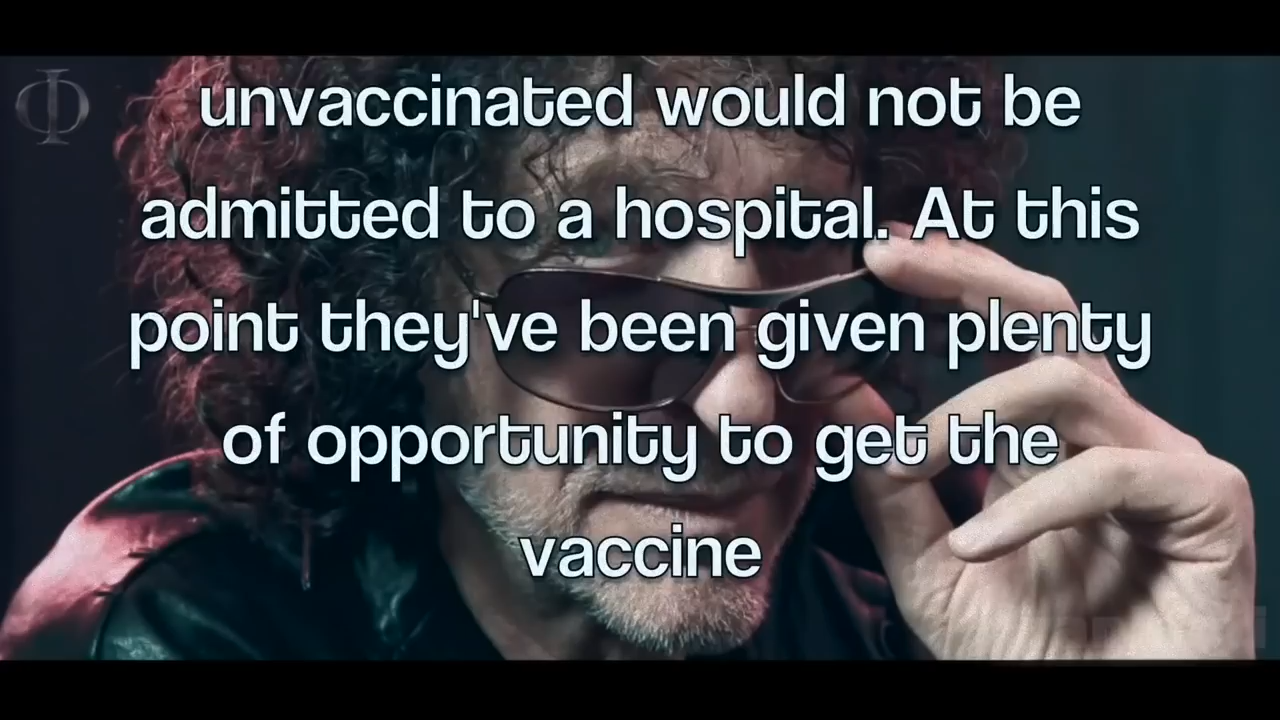 unvaccinated would not be
admitted to a hospital. At this
point they've been given plenty
of opportunity to get the
vaccine